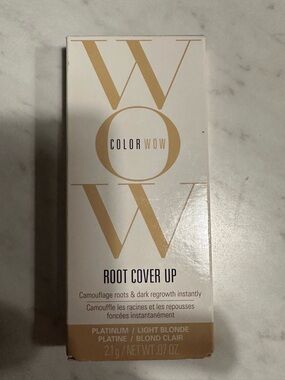 W
COLOR WOW
O
W
ROOT COVER UP
Camouflage roots & dark regrowth instantly
Camoufle les racines et les repousses
foncées instantanément
PLATINUM / LIGHT BLONDE
PLATINE / BLOND CLAIR
2.1g / NET WT. .07 OZ.